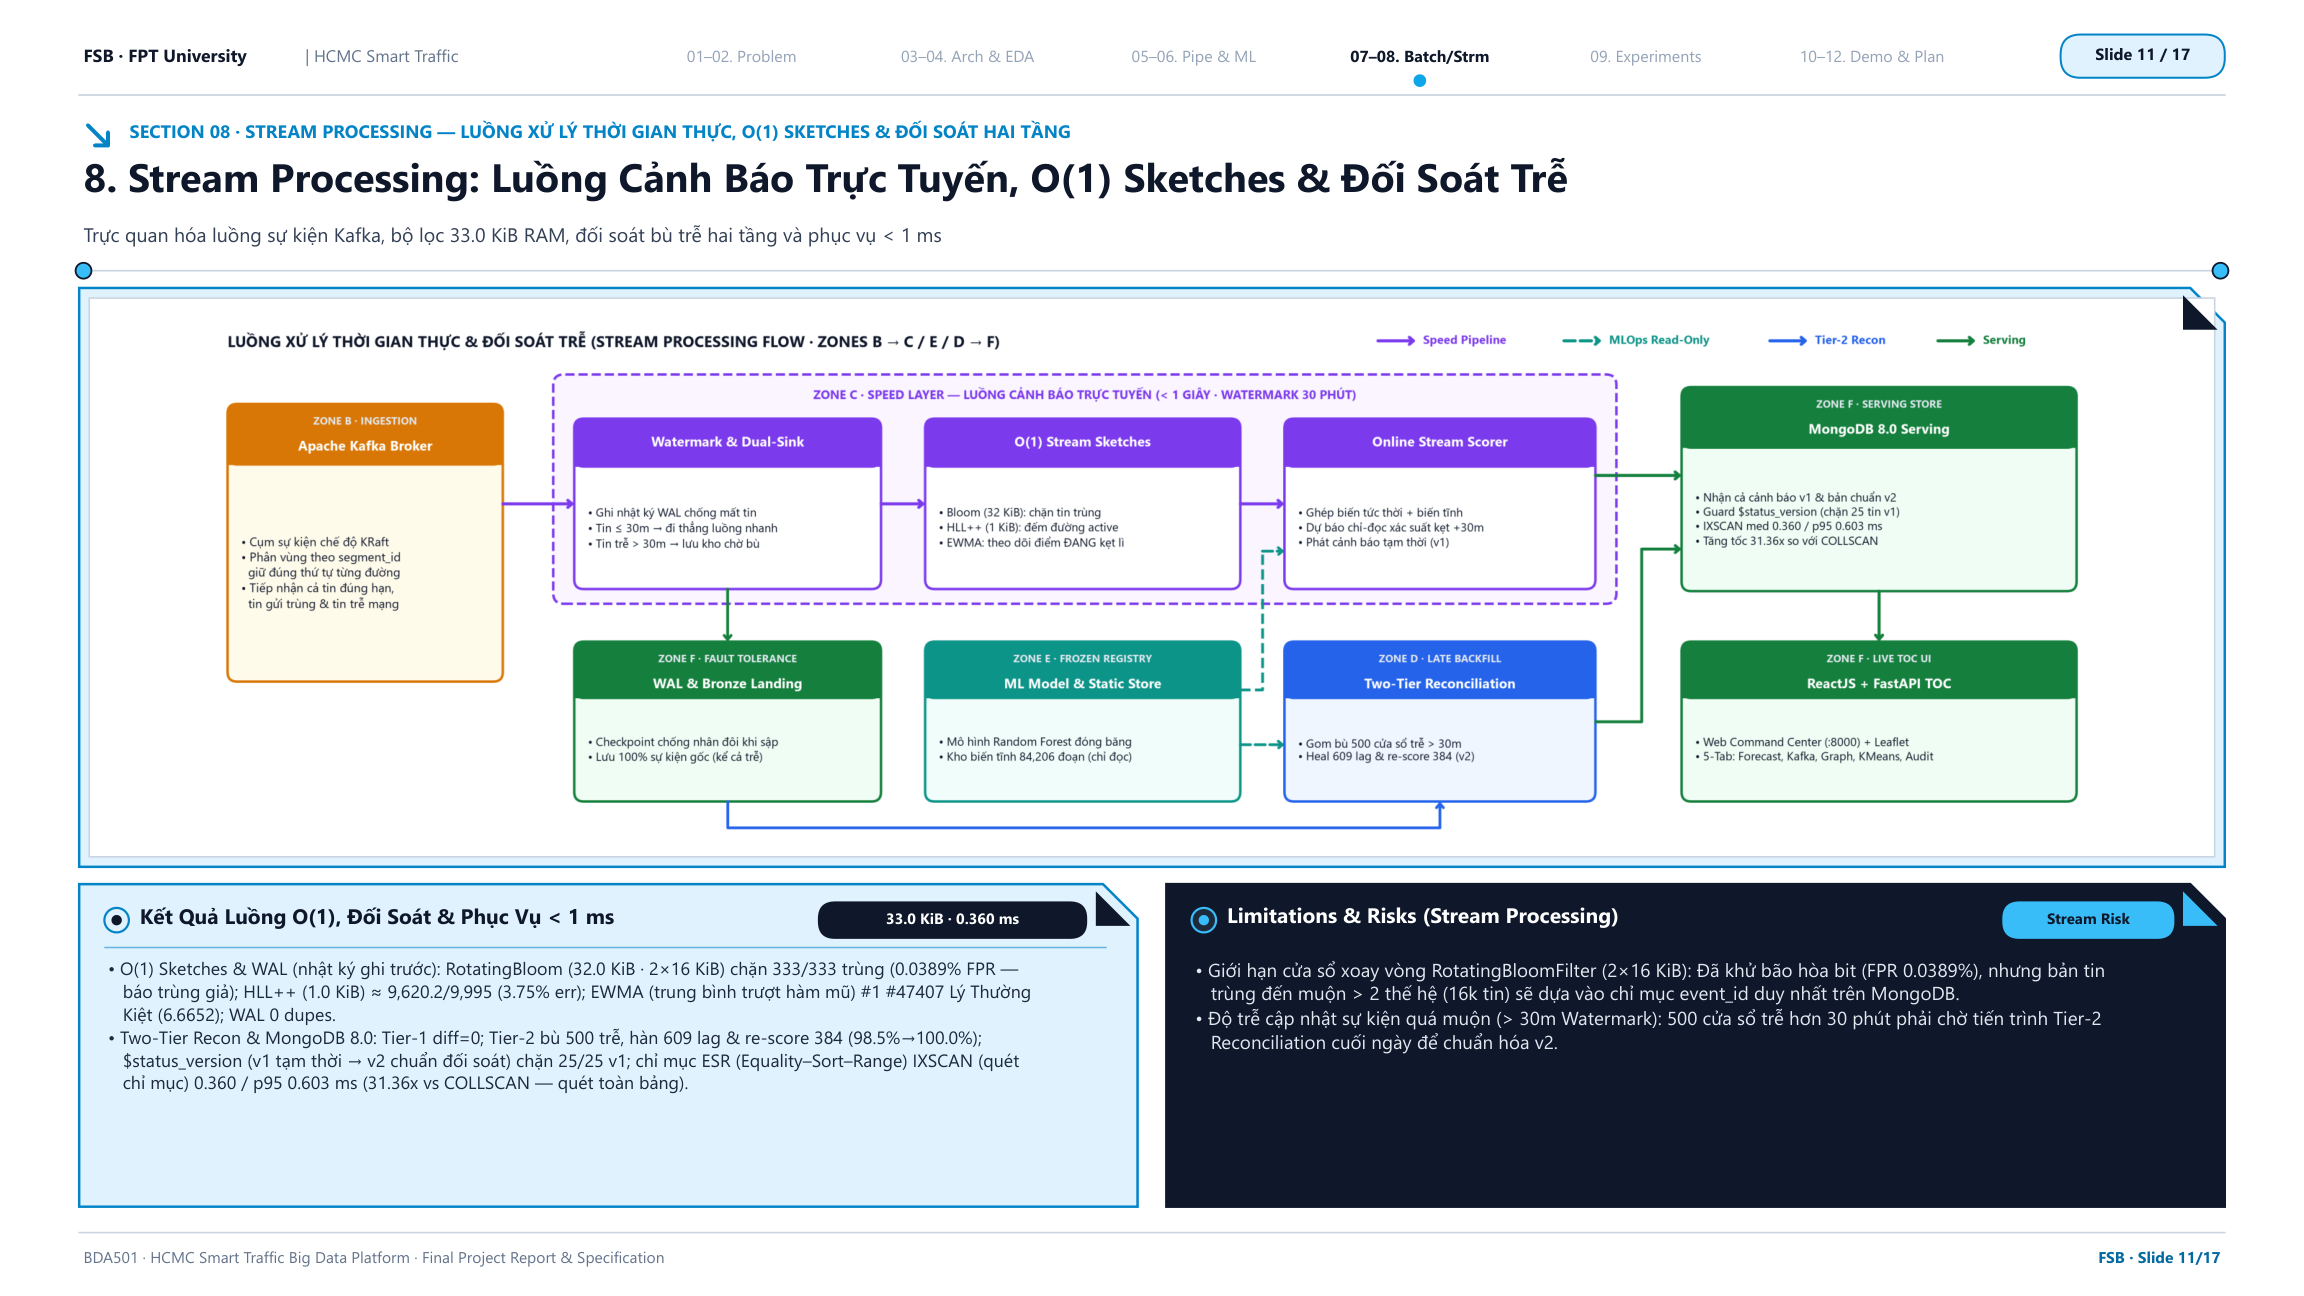 FSB · FPT University | HCMC Smart Traffic 01–02. Problem 03–04. Arch & EDA 05–06. Pipe & ML 07–08. Batch/Strm 09. Experiments 10–12. Demo & Plan Slide 11 / 17
SECTION 08 · STREAM PROCESSING — LUỒNG XỬ LÝ THỜI GIAN THỰC, O(1) SKETCHES & ĐỐI SOÁT HAI TẦNG
8. Stream Processing: Luồng Cảnh Báo Trực Tuyến, O(1) Sketches & Đối Soát Trễ
Trực quan hóa luồng sự kiện Kafka, bộ lọc 33.0 KiB RAM, đối soát bù trễ hai tầng và phục vụ < 1 ms
LUỒNG XỬ LÝ THỜI GIAN THỰC & ĐỐI SOÁT TRỄ (STREAM PROCESSING FLOW · ZONES B → C / E / D → F)
Speed Pipeline MLOps Read-Only Tier-2 Recon Serving
ZONE B · INGESTION
Apache Kafka Broker
• Cụm sự kiện chế độ KRaft
• Phân vùng theo segment_id
giữ đúng thứ tự từng đường
• Tiếp nhận cả tin đúng hạn,
tin gửi trùng & tin trễ mạng
ZONE C · SPEED LAYER — LUỒNG CẢNH BÁO TRỰC TUYẾN (< 1 GIÂY · WATERMARK 30 PHÚT)
Watermark & Dual-Sink
• Ghi nhật ký WAL chống mất tin
• Tin ≤ 30m → đi thẳng luồng nhanh
• Tin trễ > 30m → lưu kho chờ bù
O(1) Stream Sketches
• Bloom (32 KiB): chặn tin trùng
• HLL++ (1 KiB): đếm đường active
• EWMA: theo dõi điểm ĐANG kẹt lì
Online Stream Scorer
• Ghép biến tức thời + biến tĩnh
• Dự báo chỉ-đọc xác suất kẹt +30m
• Phát cảnh báo tạm thời (v1)
ZONE F · SERVING STORE
MongoDB 8.0 Serving
• Nhận cả cảnh báo v1 & bản chuẩn v2
• Guard $status_version (chặn 25 tin v1)
• IXSCAN med 0.360 / p95 0.603 ms
• Tăng tốc 31.36x so với COLLSCAN
ZONE F · FAULT TOLERANCE
WAL & Bronze Landing
• Checkpoint chống nhân đôi khi sập
• Lưu 100% sự kiện gốc (kể cả trễ)
ZONE E · FROZEN REGISTRY
ML Model & Static Store
• Mô hình Random Forest đóng băng
• Kho biến tĩnh 84,206 đoạn (chỉ đọc)
ZONE D · LATE BACKFILL
Two-Tier Reconciliation
• Gom bù 500 cửa sổ trễ > 30m
• Heal 609 lag & re-score 384 (v2)
ZONE F · LIVE TOC UI
ReactJS + FastAPI TOC
• Web Command Center (:8000) + Leaflet
• 5-Tab: Forecast, Kafka, Graph, KMeans, Audit
Kết Quả Luồng O(1), Đối Soát & Phục Vụ < 1 ms 33.0 KiB · 0.360 ms
• O(1) Sketches & WAL (nhật ký ghi trước): RotatingBloom (32.0 KiB · 2×16 KiB) chặn 333/333 trùng (0.0389% FPR —
báo trùng giả); HLL++ (1.0 KiB) ≈ 9,620.2/9,995 (3.75% err); EWMA (trung bình trượt hàm mũ) #1 #47407 Lý Thường
Kiệt (6.6652); WAL 0 dupes.
• Two-Tier Recon & MongoDB 8.0: Tier-1 diff=0; Tier-2 bù 500 trễ, hàn 609 lag & re-score 384 (98.5%→100.0%);
$status_version (v1 tạm thời → v2 chuẩn đối soát) chặn 25/25 v1; chỉ mục ESR (Equality–Sort–Range) IXSCAN (quét
chỉ mục) 0.360 / p95 0.603 ms (31.36x vs COLLSCAN — quét toàn bảng).
Limitations & Risks (Stream Processing) Stream Risk
• Giới hạn cửa sổ xoay vòng RotatingBloomFilter (2×16 KiB): Đã khử bão hòa bit (FPR 0.0389%), nhưng bản tin
trùng đến muộn > 2 thế hệ (16k tin) sẽ dựa vào chỉ mục event_id duy nhất trên MongoDB.
• Độ trễ cập nhật sự kiện quá muộn (> 30m Watermark): 500 cửa sổ trễ hơn 30 phút phải chờ tiến trình Tier-2
Reconciliation cuối ngày để chuẩn hóa v2.
BDA501 · HCMC Smart Traffic Big Data Platform · Final Project Report & Specification FSB · Slide 11/17